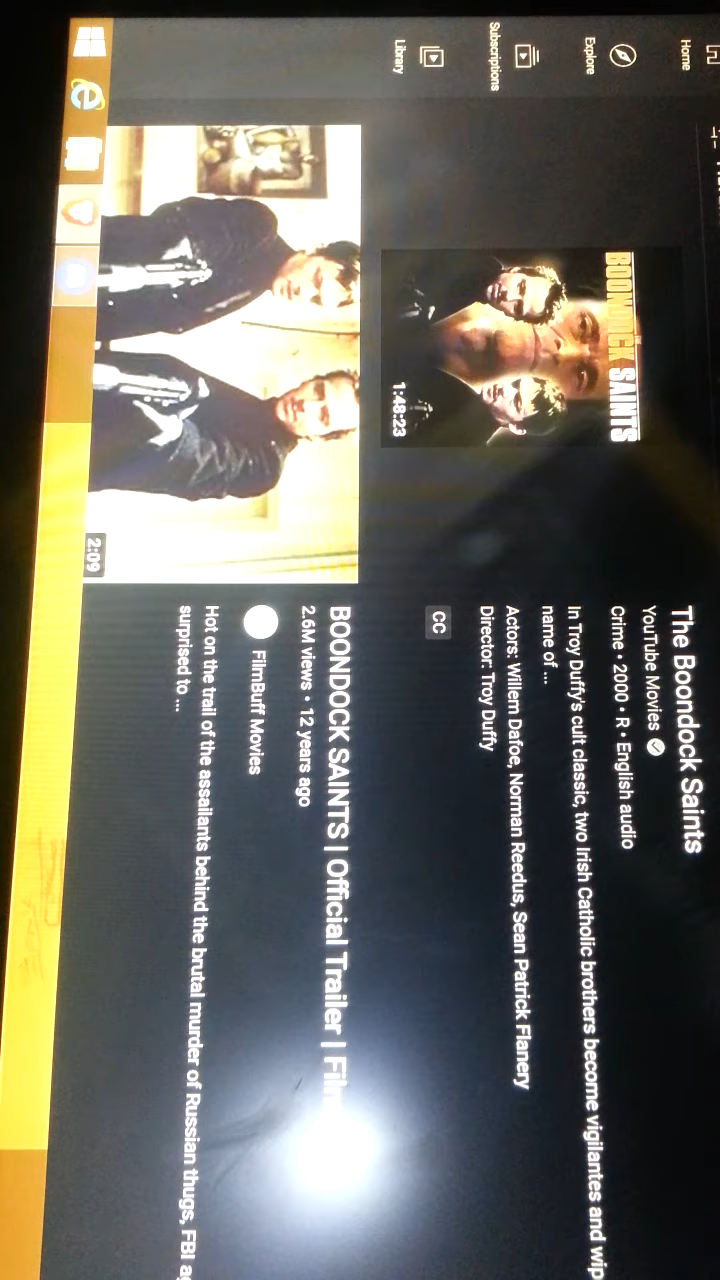 Home
Explore
Subscriptions
Library
BOONDOCK SAINTS
1:48:23
The Boondock Saints
YouTube Movies
Crime • 2000 • R • English audio
In Troy Duffy's cult classic, two Irish Catholic brothers become vigilantes and wip
name of ...
Actors: Willem Dafoe, Norman Reedus, Sean Patrick Flanery
Director: Troy Duffy
CC
2:09
BOONDOCK SAINTS | Official Trailer | Film
2.6M views • 12 years ago
FilmBuff Movies
Hot on the trail of the assailants behind the brutal murder of Russian thugs, FBI ag
surprised to ...